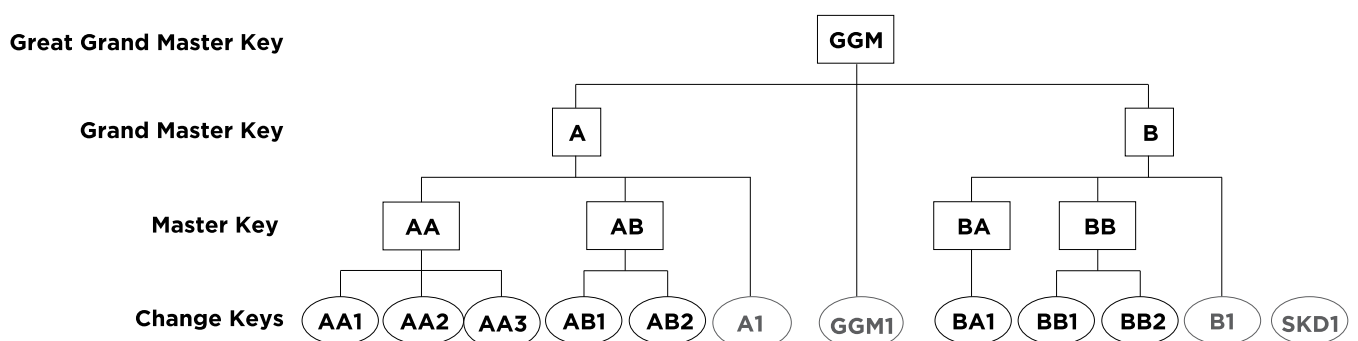 Great Grand Master Key GGM
Grand Master Key A B
Master Key AA AB BA BB
Change Keys AA1 AA2 AA3 AB1 AB2 A1 GGM1 BA1 BB1 BB2 B1 SKD1